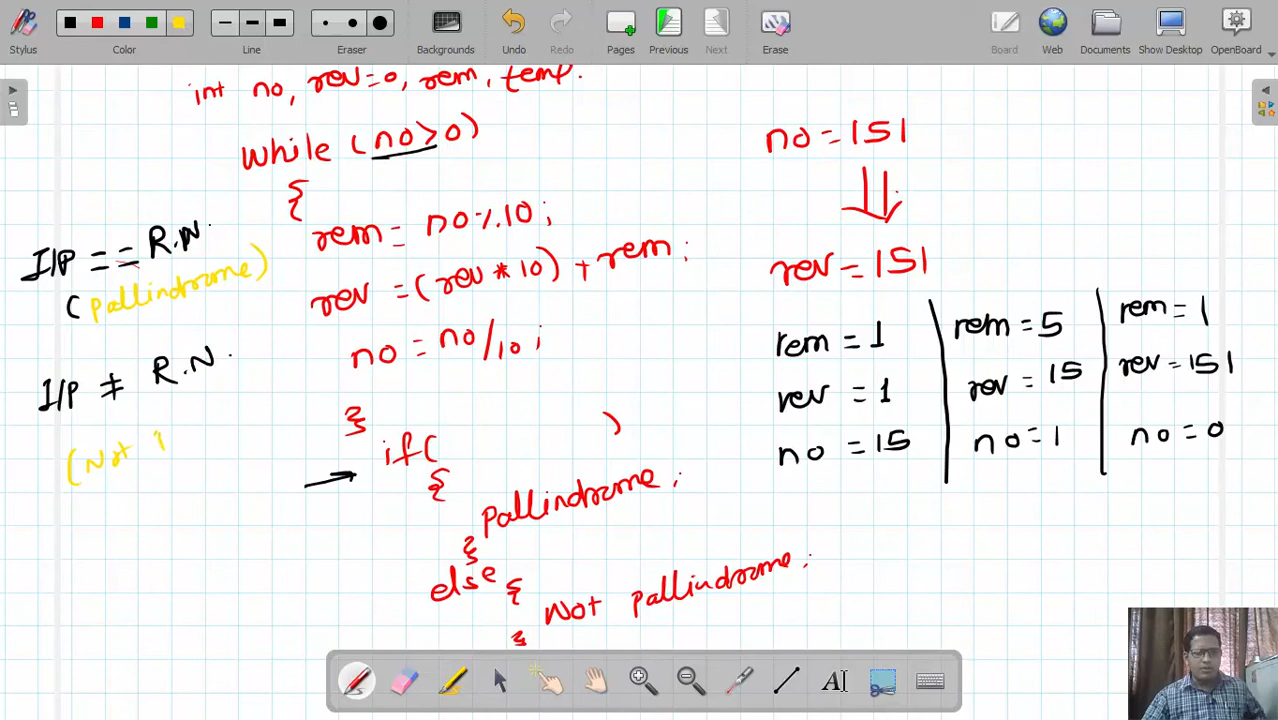 Stylus
Color
Line
Eraser
Backgrounds
Undo
Redo
Pages
Previous
Next
Erase
Board
Web
Documents
Show Desktop
OpenBoard
int no, rev=0, rem, temp.
While (no>0)
{
rem = no%10;
rev = (rev * 10) + rem;
no = no/10;
}
if( )
{
pallindrome;
}
else {
Not pallindrome;
}
I/P == R.N.
(pallindrome)
I/P ≠ R.N.
(Not
no = 151
rev = 151
rem = 1
rev = 1
no = 15
rem = 5
rev = 15
no = 1
rem = 1
rev = 151
no = 0
AI